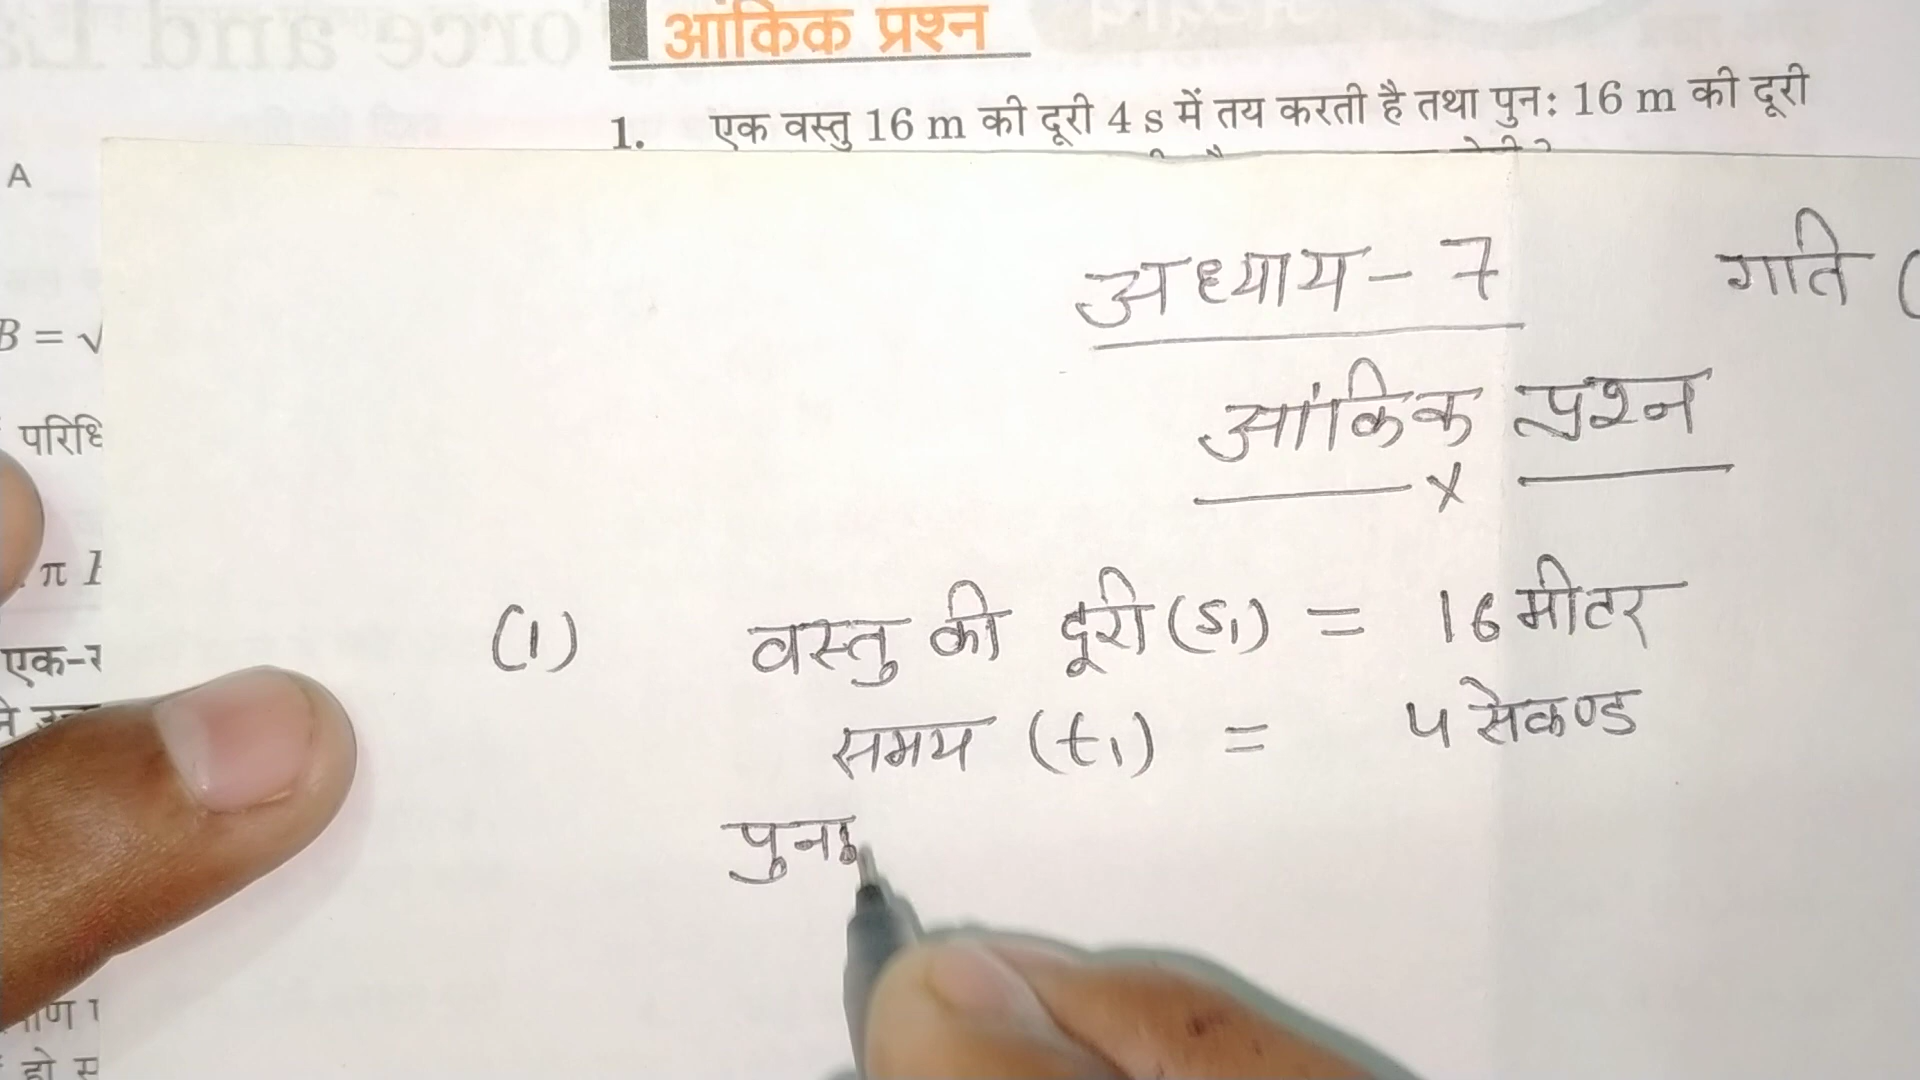 आंकिक प्रश्न
1. एक वस्तु 16 m की दूरी 4 s में तय करती है तथा पुनः 16 m की दूरी
A
B = √
परिधि
π
एक-
अध्याय - 7 गति (
आंकिक प्रश्न
x
(1) वस्तु की दूरी (S₁) = 16 मीटर
समय (t₁) = 4 सेकण्ड
पुनः